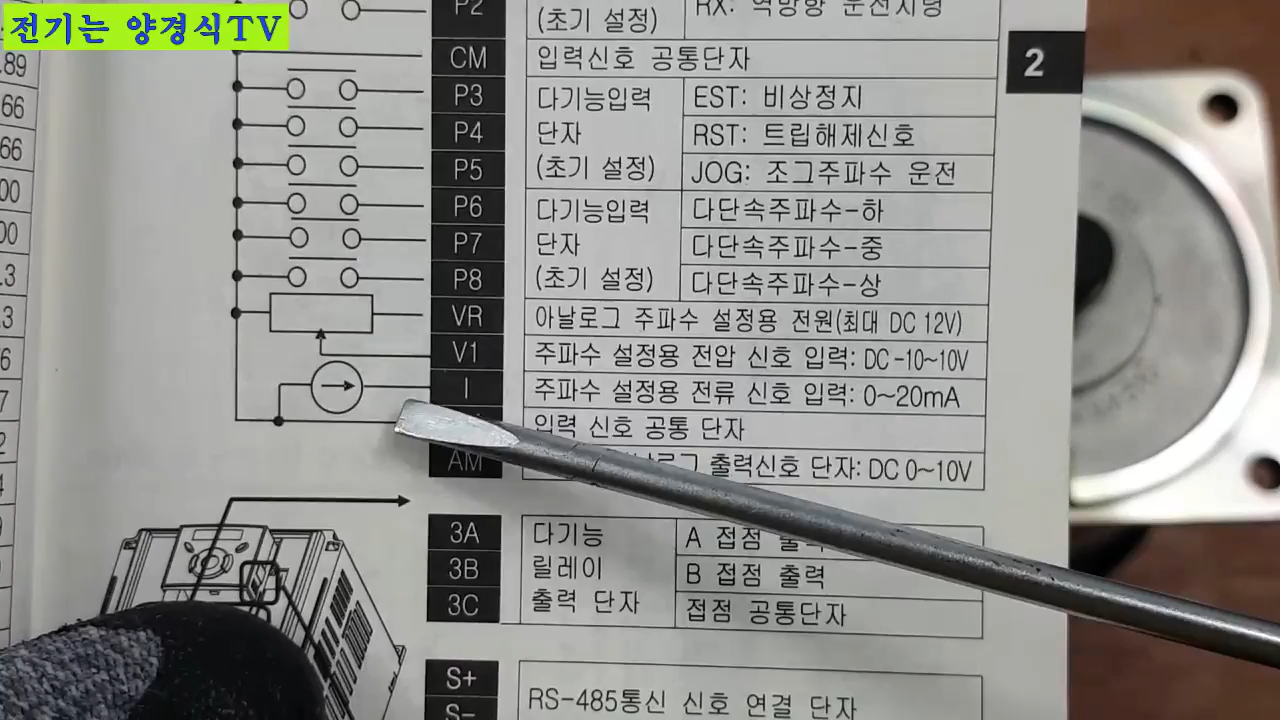 전기는 양경식TV
P2
(초기 설정)
RX: 역방향 운전지령
CM
입력신호 공통단자
2
P3
다기능입력
단자
(초기 설정)
EST: 비상정지
P4
RST: 트립해제신호
P5
JOG: 조그주파수 운전
P6
다기능입력
단자
(초기 설정)
다단속주파수-하
P7
다단속주파수-중
P8
다단속주파수-상
VR
아날로그 주파수 설정용 전원(최대 DC 12V)
V1
주파수 설정용 전압 신호 입력: DC -10~10V
I
주파수 설정용 전류 신호 입력: 0~20mA
입력 신호 공통 단자
AM
출력신호 단자: DC 0~10V
3A
다기능
릴레이
출력 단자
A 접점 출력
3B
B 접점 출력
3C
접점 공통단자
S+
S-
RS-485통신 신호 연결 단자
.89
66
66
00
00
.3
.3